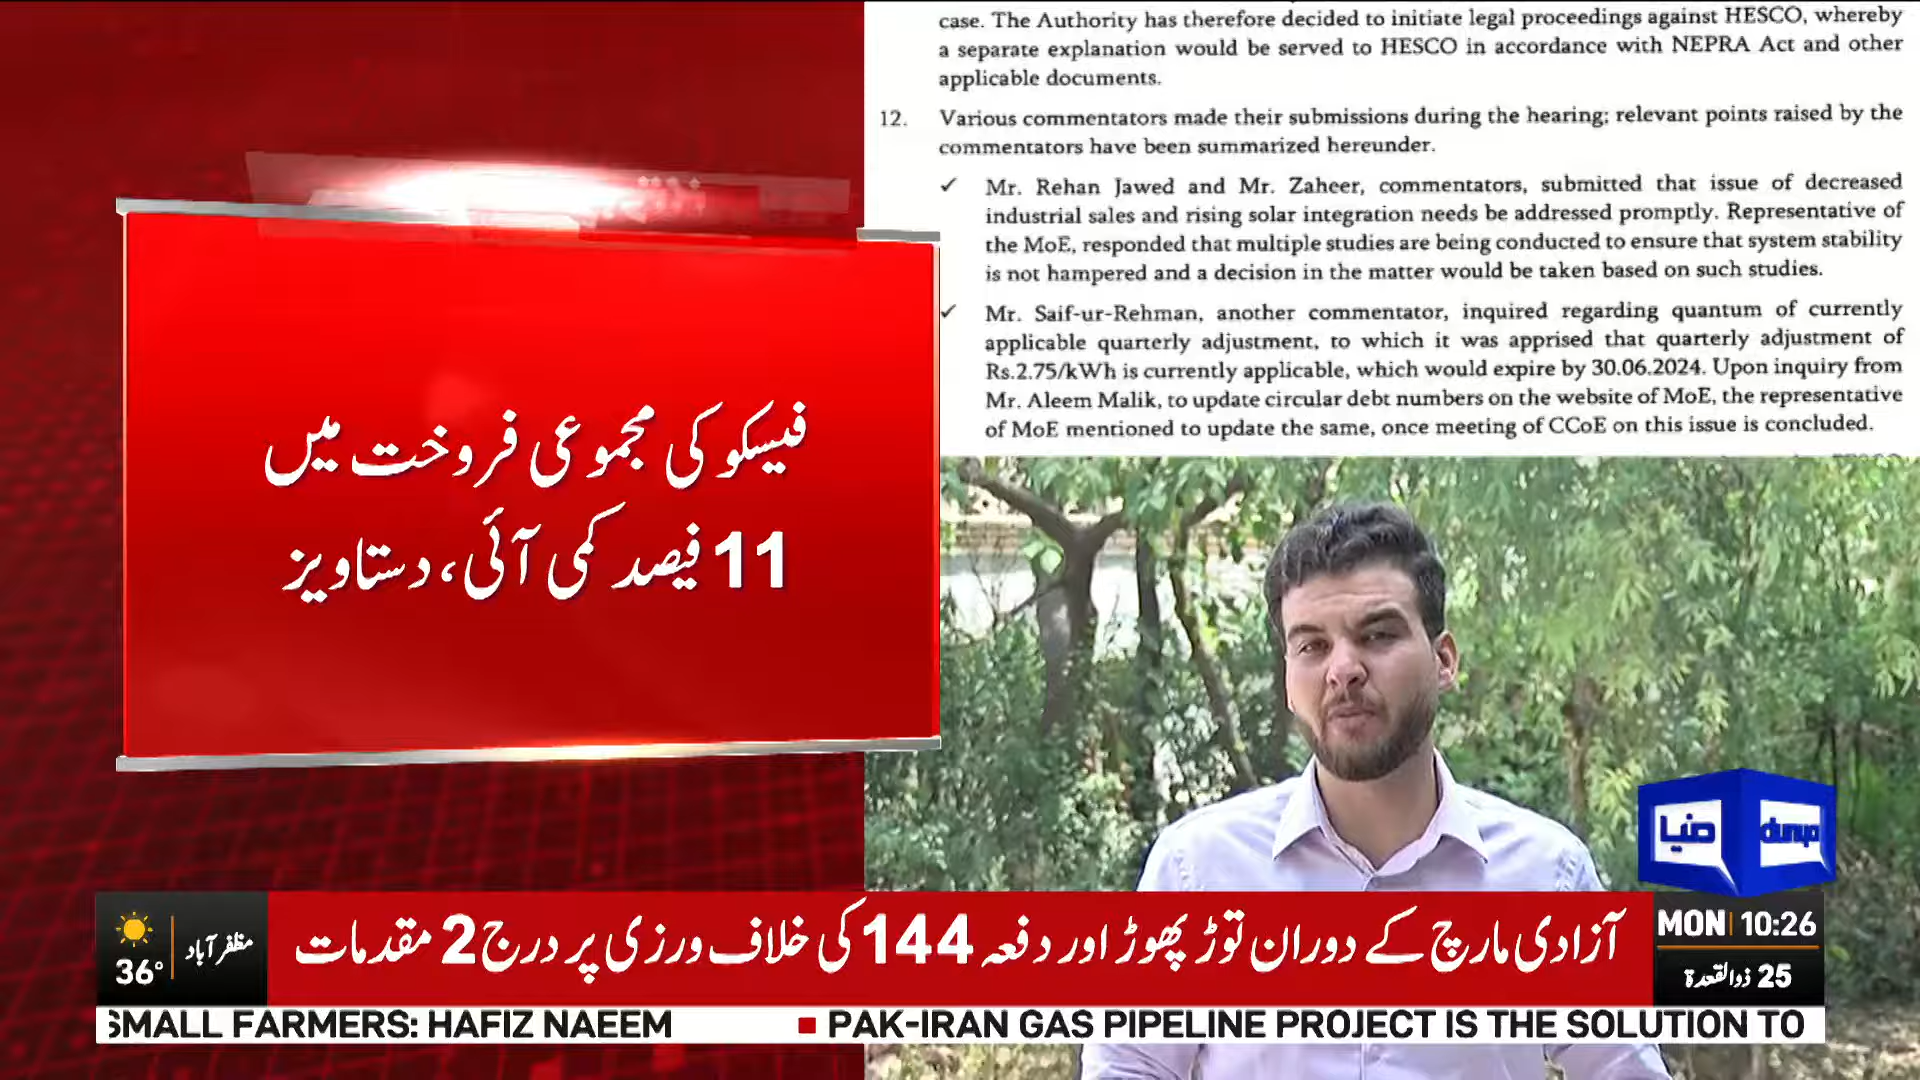 case. The Authority has therefore decided to initiate legal proceedings against HESCO, whereby
a separate explanation would be served to HESCO in accordance with NEPRA Act and other
applicable documents.
12. Various commentators made their submissions during the hearing; relevant points raised by the
commentators have been summarized hereunder.
✓ Mr. Rehan Jawed and Mr. Zaheer, commentators, submitted that issue of decreased
industrial sales and rising solar integration needs be addressed promptly. Representative of
the MoE, responded that multiple studies are being conducted to ensure that system stability
is not hampered and a decision in the matter would be taken based on such studies.
✓ Mr. Saif-ur-Rehman, another commentator, inquired regarding quantum of currently
applicable quarterly adjustment, to which it was apprised that quarterly adjustment of
Rs.2.75/kWh is currently applicable, which would expire by 30.06.2024. Upon inquiry from
Mr. Aleem Malik, to update circular debt numbers on the website of MoE, the representative
of MoE mentioned to update the same, once meeting of CCoE on this issue is concluded.
فیسکو کی مجموعی فروخت میں
11 فیصد کمی آئی، دستاویز
دنیا
dunya
36°
مظفر آباد
آزادی مارچ کے دوران توڑ پھوڑ اور دفعہ 144 کی خلاف ورزی پر درج 2 مقدمات
MON 10:26
25 ذوالقعدۃ
SMALL FARMERS: HAFIZ NAEEM
PAK-IRAN GAS PIPELINE PROJECT IS THE SOLUTION TO